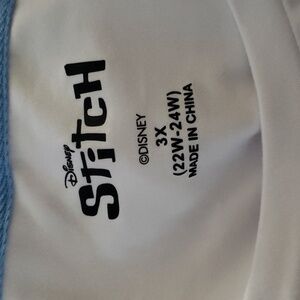 Disney
Stitch
©DISNEY
3X
(22W-24W)
MADE IN CHINA